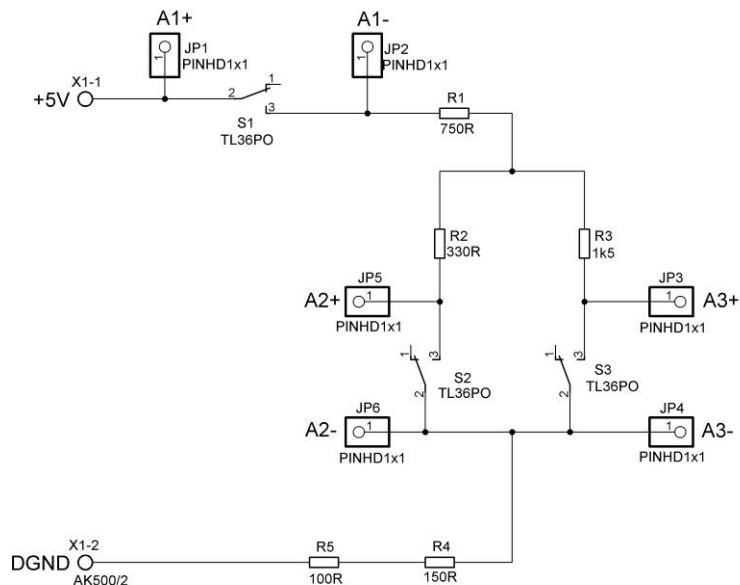 A1+
A1-
JP1
PINHD1x1
1
JP2
PINHD1x1
1
X1-1
+5V
2
1
3
S1
TL36PO
R1
750R
R2
330R
R3
1k5
JP5
A2+
1
PINHD1x1
JP3
1
A3+
PINHD1x1
1
3
2
S2
TL36PO
1
3
2
S3
TL36PO
JP6
A2-
1
PINHD1x1
JP4
1
A3-
PINHD1x1
X1-2
DGND
AK500/2
R5
100R
R4
150R